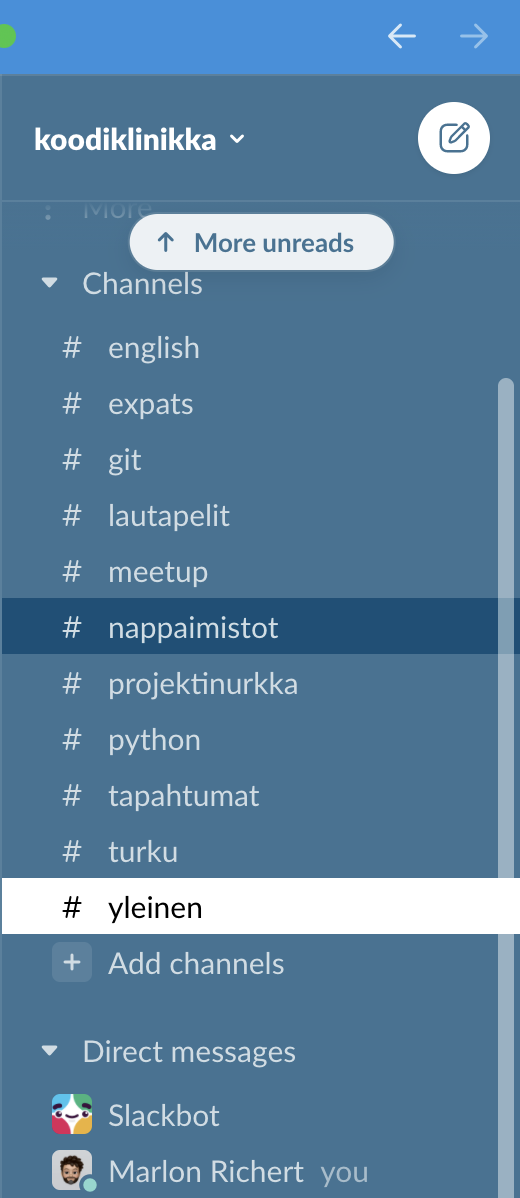 koodiklinikka
More
More unreads
Channels
# english
# expats
# git
# lautapelit
# meetup
# nappaimistot
# projektinurkka
# python
# tapahtumat
# turku
# yleinen
+ Add channels
Direct messages
Slackbot
Marlon Richert you